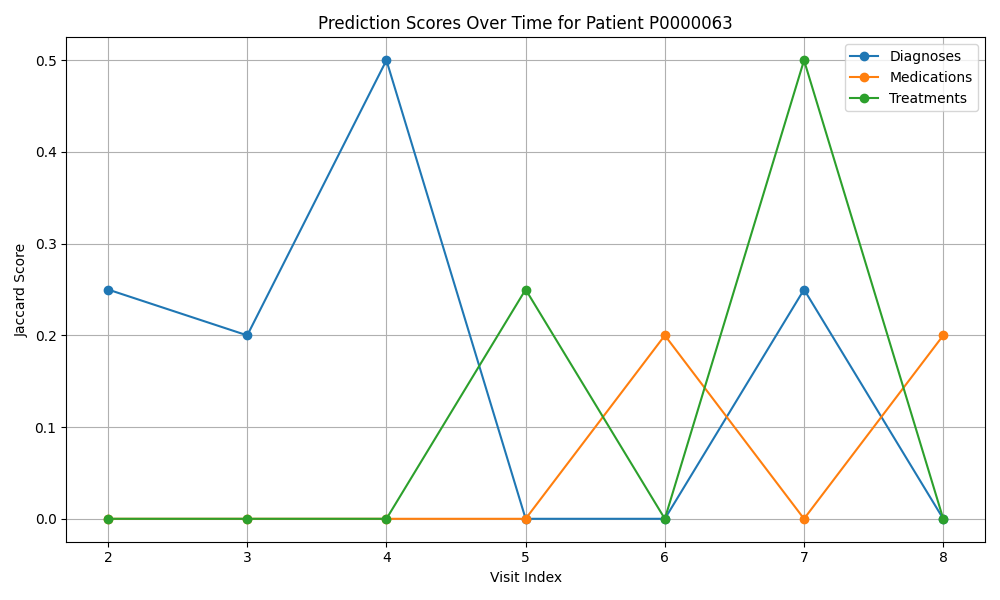 Prediction Scores Over Time for Patient P0000063
Diagnoses
Medications
Treatments
Jaccard Score
0.5
0.4
0.3
0.2
0.1
0.0
2 3 4 5 6 7 8
Visit Index